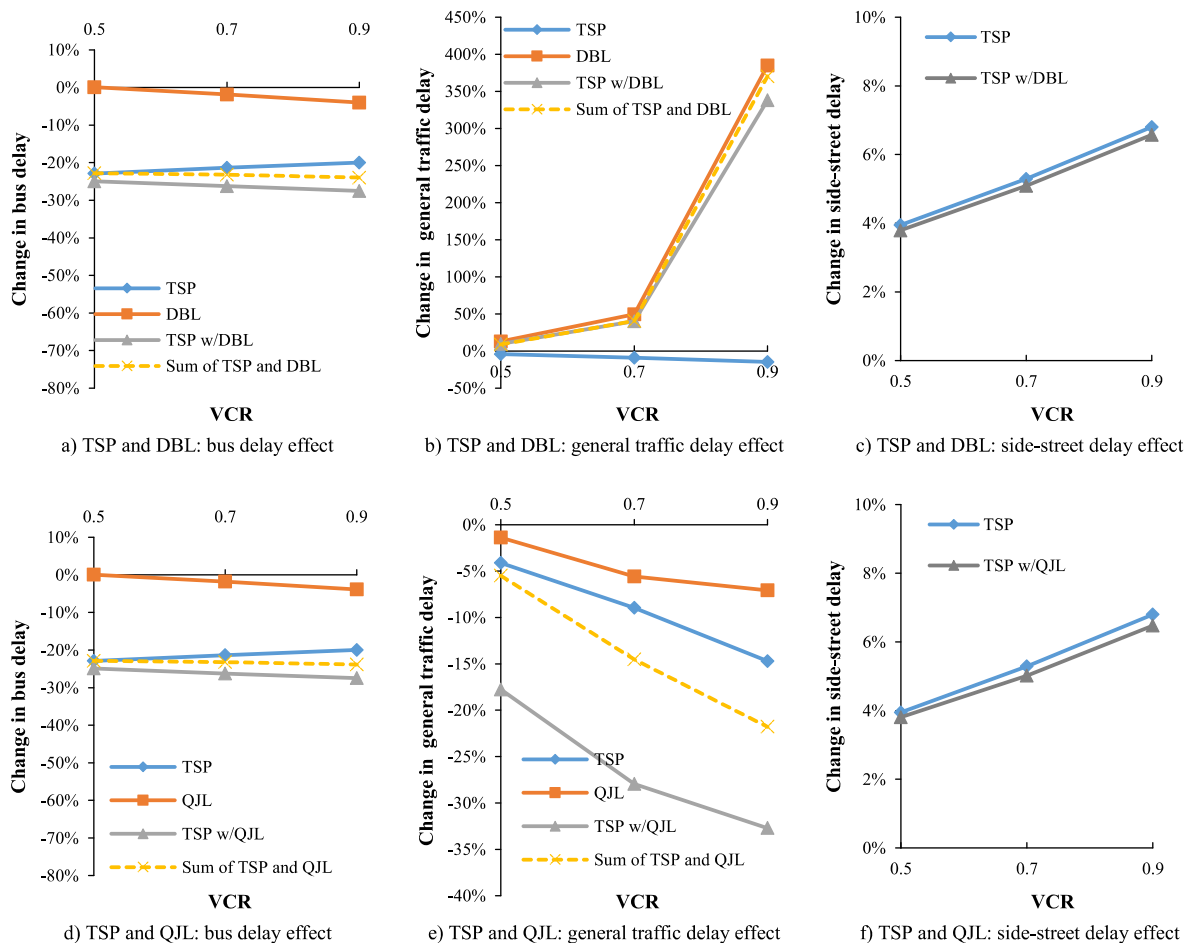 0.5 0.7 0.9
10%
0%
-10%
-20%
-30%
-40%
-50%
-60%
-70%
-80%
Change in bus delay
TSP
DBL
TSP w/DBL
Sum of TSP and DBL
VCR
a) TSP and DBL: bus delay effect
450%
400%
350%
300%
250%
200%
150%
100%
50%
0%
50%
Change in general traffic delay
TSP
DBL
TSP w/DBL
Sum of TSP and DBL
0.5 0.7 0.9
VCR
b) TSP and DBL: general traffic delay effect
10%
8%
6%
4%
2%
0%
Change in side-street delay
TSP
TSP w/DBL
0.5 0.7 0.9
VCR
c) TSP and DBL: side-street delay effect
0.5 0.7 0.9
10%
0%
-10%
-20%
-30%
-40%
-50%
-60%
-70%
-80%
Change in bus delay
TSP
QJL
TSP w/QJL
Sum of TSP and QJL
VCR
d) TSP and QJL: bus delay effect
0.5 0.7 0.9
0%
-5%
-10%
-15%
-20%
-25%
-30%
-35%
-40%
Change in general traffic delay
TSP
QJL
TSP w/QJL
Sum of TSP and QJL
VCR
e) TSP and QJL: general traffic delay effect
10%
8%
6%
4%
2%
0%
Change in side-street delay
TSP
TSP w/QJL
0.5 0.7 0.9
VCR
f) TSP and QJL: side-street delay effect